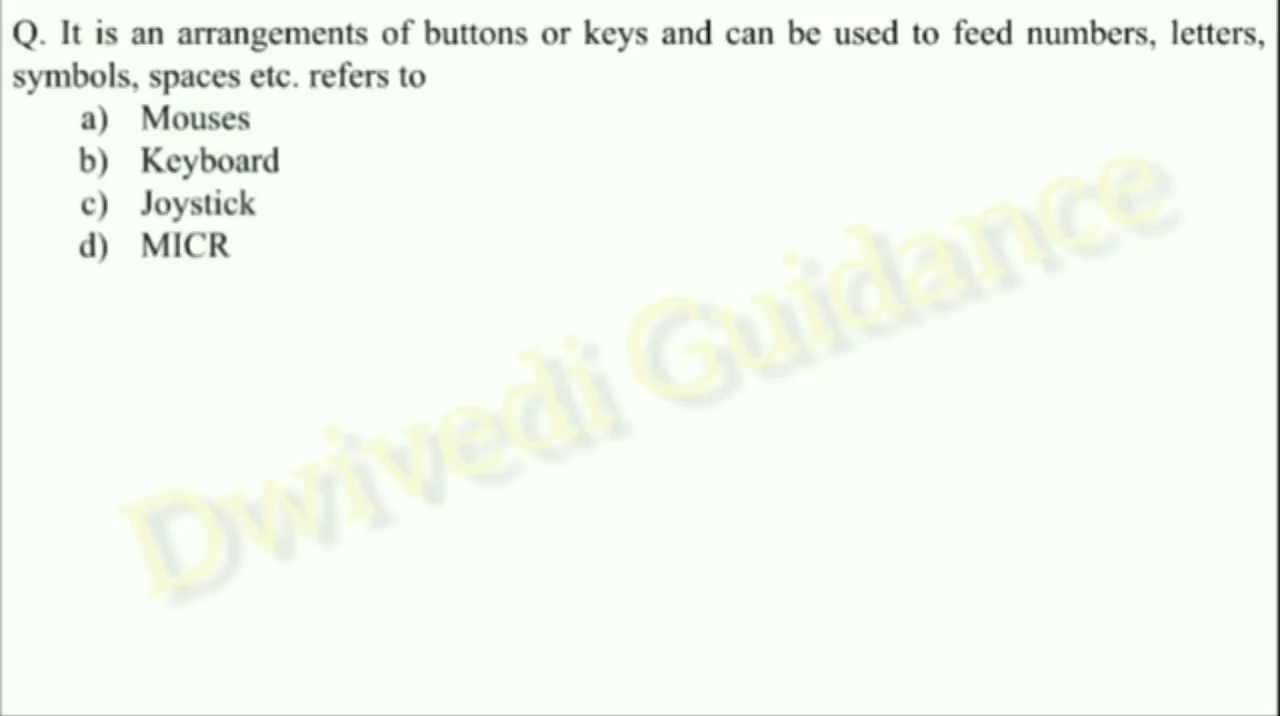 Q. It is an arrangements of buttons or keys and can be used to feed numbers, letters,
symbols, spaces etc. refers to
a) Mouses
b) Keyboard
c) Joystick
d) MICR
Dwivedi Guidance